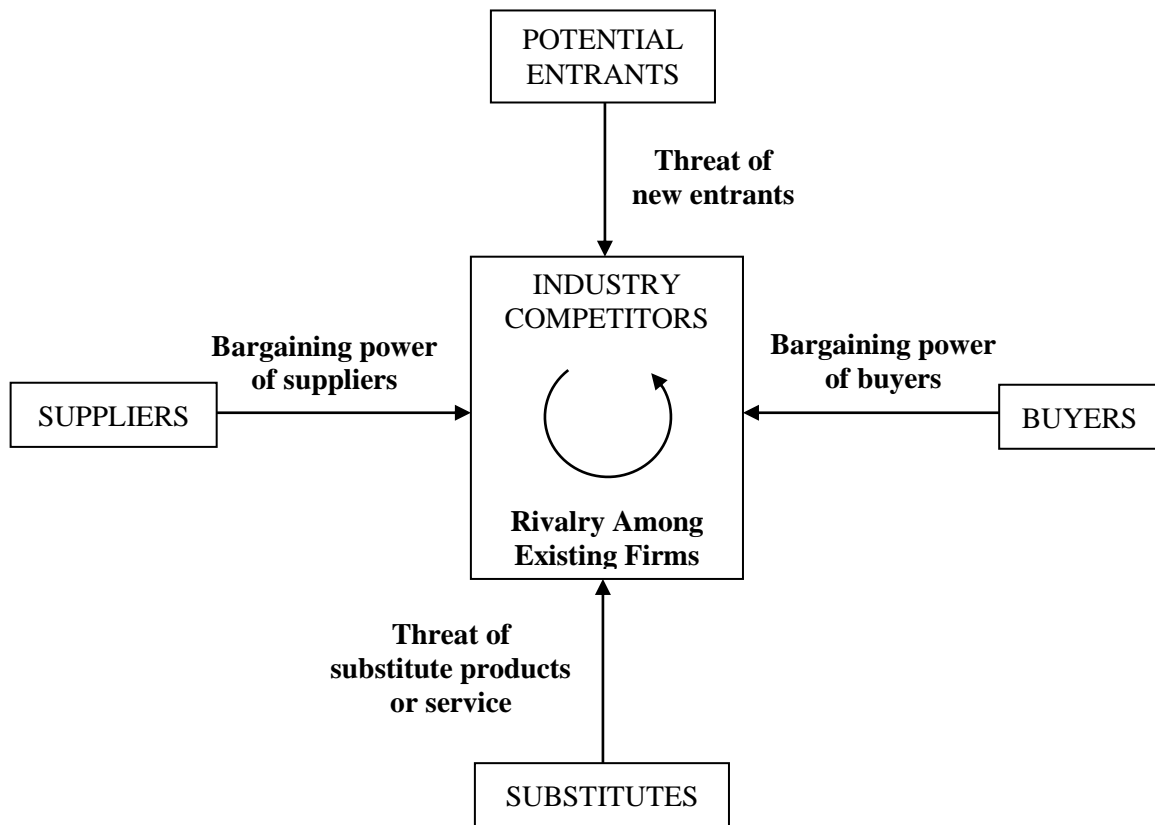 POTENTIAL
ENTRANTS
Threat of
new entrants
INDUSTRY
COMPETITORS
Bargaining power
of suppliers
Bargaining power
of buyers
SUPPLIERS
BUYERS
Rivalry Among
Existing Firms
Threat of
substitute products
or service
SUBSTITUTES